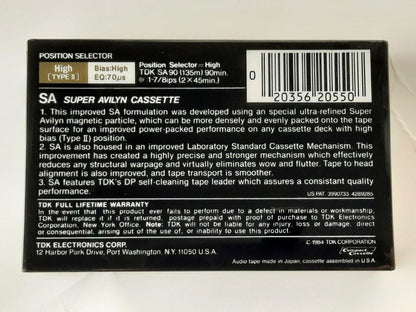 POSITION SELECTOR
High
(TYPE II)
Bias:High
EQ:70µs
Position Selector=High
TDK SA90 (135m) 90min.
@ 1-7/8ips (2×45min.)
0
20356 20550
SA SUPER AVILYN CASSETTE
1. This improved SA formulation was developed using an special ultra-refined Super
Avilyn magnetic particle, which can be more densely and evenly packed onto the tape
surface for an improved power-packed performance on any cassette deck with high
bias (Type II) position.
2. SA is also housed in an improved Laboratory Standard Cassette Mechanism. This
improvement has created a highly precise and stronger mechanism which effectively
reduces any structural warpage and virtually eliminates wow and flutter. Tape to head
alignment is also improved, and tape transport is smoother.
3. SA features TDK's DP self-cleaning tape leader which assures a consistant quality
performance.
US PAT. 3990733 4289285
TDK FULL LIFETIME WARRANTY
In the event that this product ever fails to perform due to a defect in materials or workmanship,
TDK will replace it if it is returned, postage prepaid with proof of purchase to TDK Electronics
Corporation, New York Office. Note: TDK will not have liability for damage, loss or cost, direct
or consequential, arising out of the use of, or inability to use this product.
TDK ELECTRONICS CORP.
12 Harbor Park Drive, Port Washington, N.Y. 11050 U.S.A.
© 1984 TDK CORPORATION
Compact
Cassette
Audio tape made in Japan, cassette assembled in U.S.A.